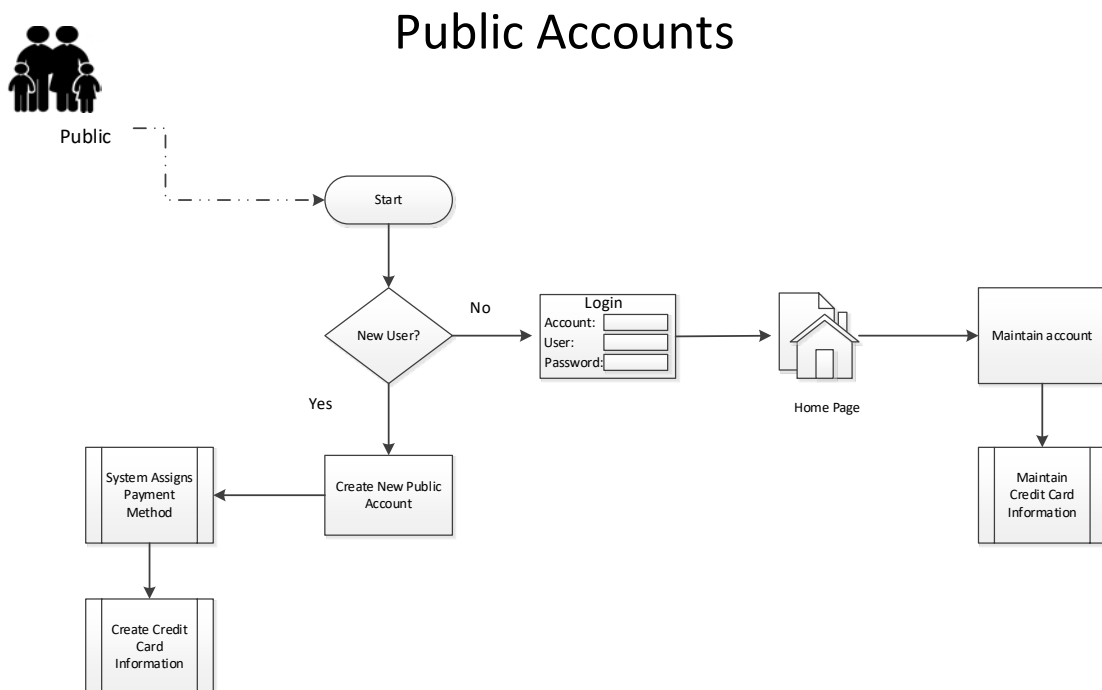 Public Accounts
Public
Start
New User?
No
Yes
Login
Account:
User:
Password:
Home Page
Maintain account
System Assigns
Payment
Method
Create New Public
Account
Maintain
Credit Card
Information
Create Credit
Card
Information